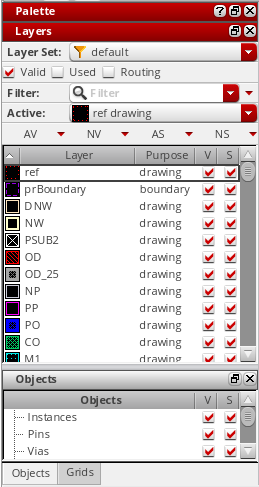 Palette
Layers
Layer Set: default
Valid Used Routing
Filter: Filter
Active: ref drawing
AV NV AS NS
Layer Purpose V S
ref drawing
prBoundary boundary
DNW drawing
NW drawing
PSUB2 drawing
OD drawing
OD_25 drawing
NP drawing
PP drawing
PO drawing
CO drawing
M1 drawing
Objects
Objects V S
Instances
Pins
Vias
Objects Grids